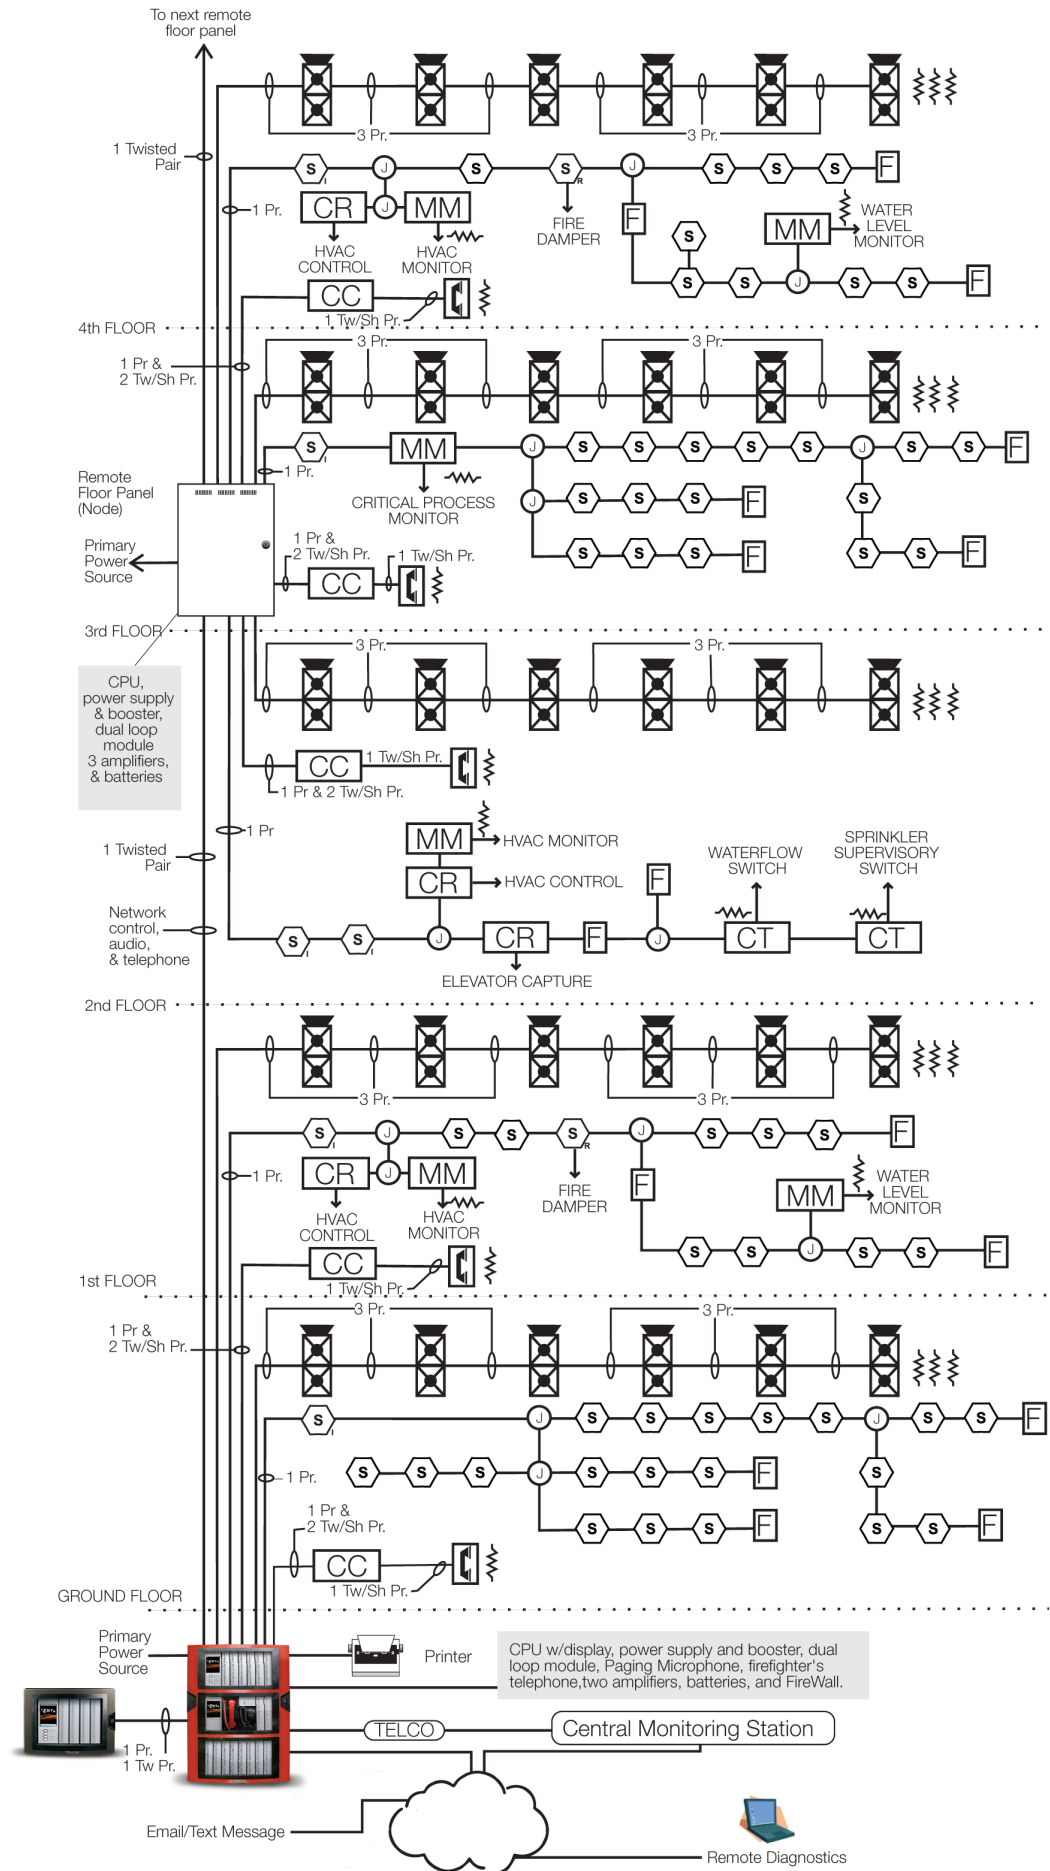 To next remote
floor panel
3 Pr.
3 Pr.
1 Twisted
Pair
S I
J
S
S R
J
S
S
S
F
1 Pr.
CR
J
MM
FIRE
DAMPER
F
MM
WATER
LEVEL
MONITOR
S
HVAC
CONTROL
HVAC
MONITOR
S
S
J
S
S
F
CC
1 Tw/Sh Pr.
4th FLOOR
3 Pr.
3 Pr.
1 Pr &
2 Tw/Sh Pr.
S I
MM
J
S
S
S
S
S
J
S
S
F
1 Pr.
CRITICAL PROCESS
MONITOR
J
S
S
S
F
S
Remote
Floor Panel
(Node)
S
S
S
F
S
S
F
Primary
Power
Source
1 Pr &
2 Tw/Sh Pr.
1 Tw/Sh Pr.
CC
3rd FLOOR
3 Pr.
3 Pr.
CPU,
power supply
& booster,
dual loop
module
3 amplifiers,
& batteries
CC
1 Tw/Sh Pr.
1 Pr & 2 Tw/Sh Pr.
1 Pr
MM
HVAC MONITOR
CR
HVAC CONTROL
F
WATERFLOW
SWITCH
SPRINKLER
SUPERVISORY
SWITCH
1 Twisted
Pair
Network
control,
audio,
& telephone
S I
S I
J
CR
F
J
CT
CT
ELEVATOR CAPTURE
2nd FLOOR
3 Pr.
3 Pr.
S I
J
S
S
S R
J
S
S
S
F
1 Pr.
CR
J
MM
FIRE
DAMPER
F
MM
WATER
LEVEL
MONITOR
HVAC
CONTROL
HVAC
MONITOR
S
S
J
S
S
F
CC
1 Tw/Sh Pr.
1st FLOOR
3 Pr.
3 Pr.
1 Pr &
2 Tw/Sh Pr.
S I
J
S
S
S
S
S
J
S
S
F
1 Pr.
S
S
S
J
S
S
S
F
S
1 Pr &
2 Tw/Sh Pr.
S
S
S
F
S
S
F
CC
1 Tw/Sh Pr.
GROUND FLOOR
Primary
Power
Source
Printer
CPU w/display, power supply and booster, dual
loop module, Paging Microphone, firefighter's
telephone,two amplifiers, batteries, and FireWall.
TELCO
Central Monitoring Station
1 Pr.
1 Tw Pr.
Email/Text Message
Remote Diagnostics